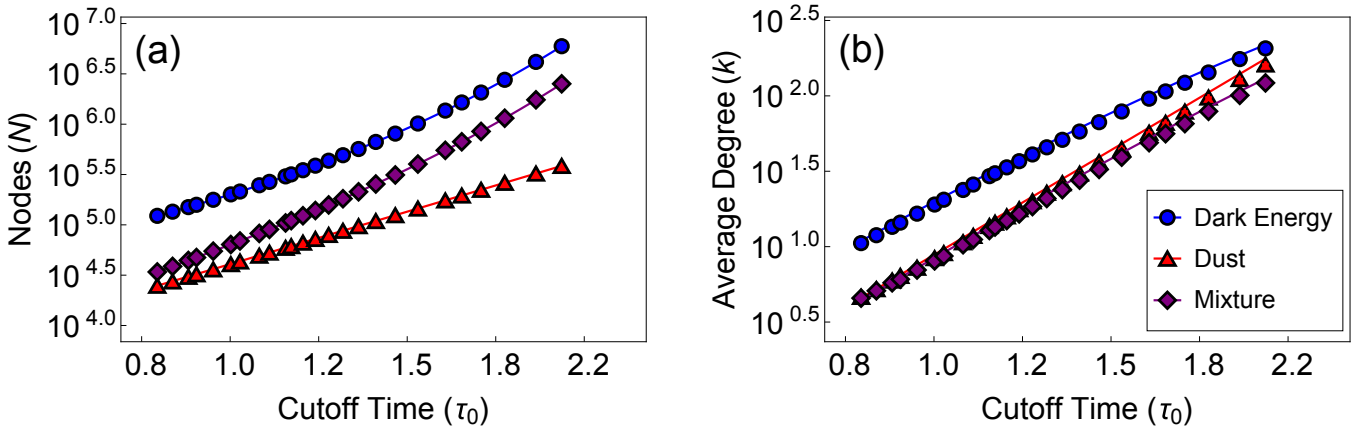 (a)
Nodes (N)
10^7.0
10^6.5
10^6.0
10^5.5
10^5.0
10^4.5
10^4.0
0.8 1.0 1.2 1.5 1.8 2.2
Cutoff Time (τ₀)
(b)
Average Degree (k)
10^2.5
10^2.0
10^1.5
10^1.0
10^0.5
0.8 1.0 1.2 1.5 1.8 2.2
Cutoff Time (τ₀)
Dark Energy
Dust
Mixture